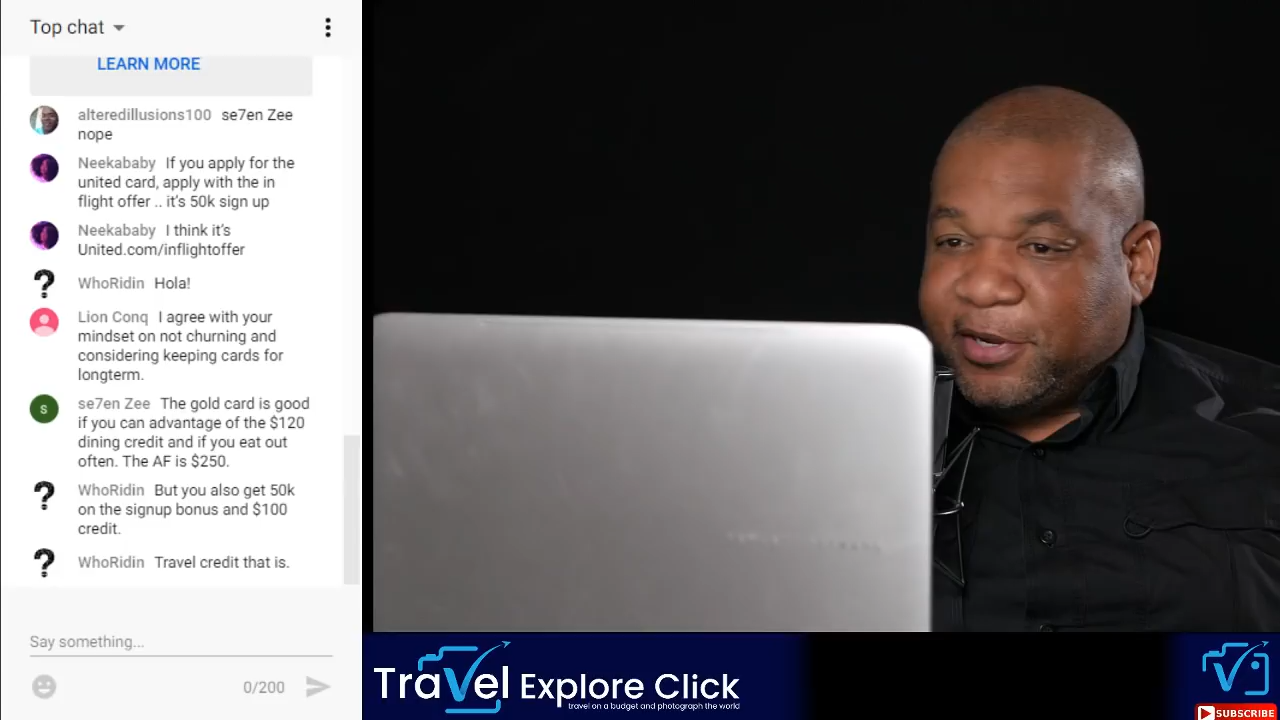 Top chat
LEARN MORE
alteredillusions100 se7en Zee
nope
Neekababy If you apply for the
united card, apply with the in
flight offer .. it's 50k sign up
Neekababy I think it's
United.com/inflightoffer
WhoRidin Hola!
Lion Conq I agree with your
mindset on not churning and
considering keeping cards for
longterm.
S
se7en Zee The gold card is good
if you can advantage of the $120
dining credit and if you eat out
often. The AF is $250.
WhoRidin But you also get 50k
on the signup bonus and $100
credit.
WhoRidin Travel credit that is.
Say something...
0/200
Travel Explore Click
travel on a budget and photograph the world
SUBSCRIBE